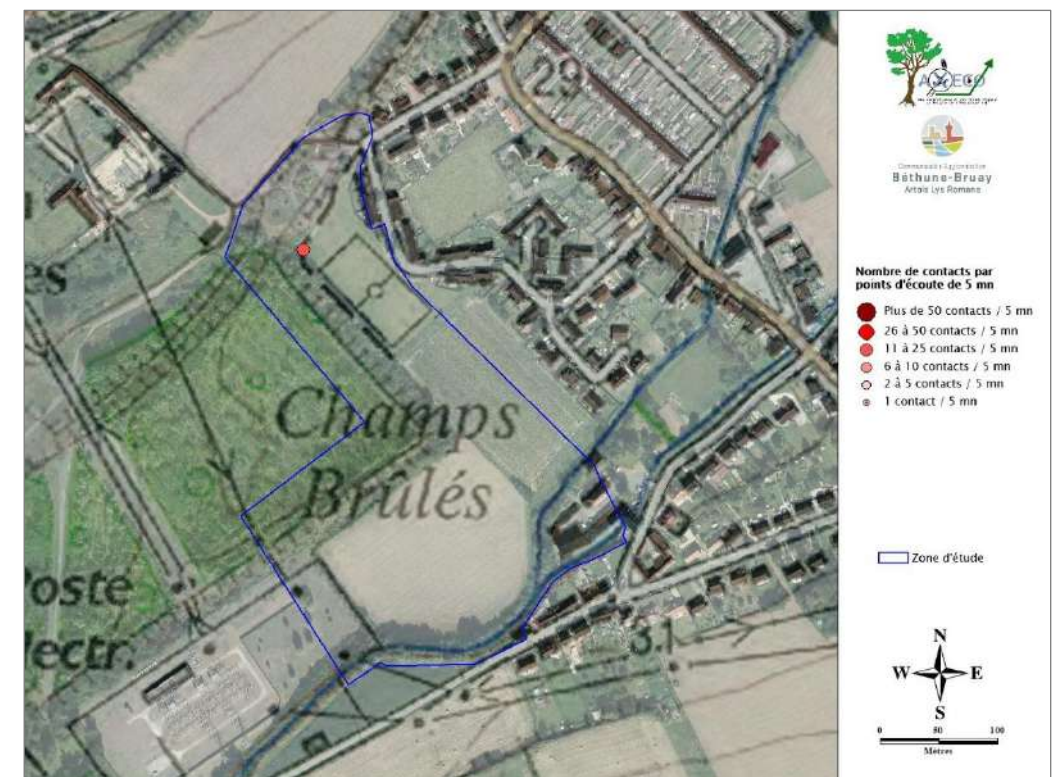 29
es
Champs
Brûlés
oste
lectr.
31
AXECO
Communauté d'Agglomération
Béthune-Bruay
Artois Lys Romane
Nombre de contacts par
points d'écoute de 5 mn
Plus de 50 contacts / 5 mn
26 à 50 contacts / 5 mn
11 à 25 contacts / 5 mn
6 à 10 contacts / 5 mn
2 à 5 contacts / 5 mn
1 contact / 5 mn
Zone d'étude
N
W E
S
0 50 100
Mètres